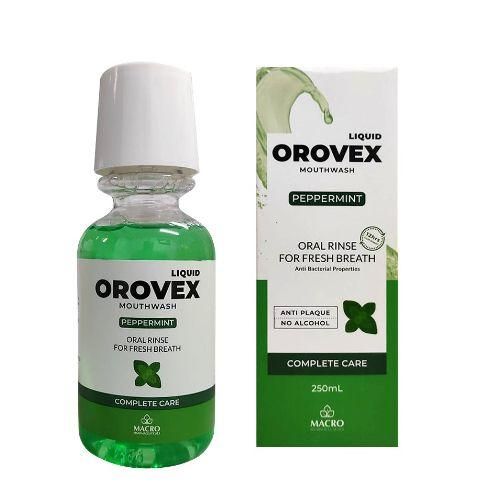 LIQUID
OROVEX
MOUTHWASH
PEPPERMINT
ORAL RINSE
FOR FRESH BREATH
COMPLETE CARE
MACRO
LIQUID
OROVEX
MOUTHWASH
PEPPERMINT
12hrs
ORAL RINSE
FOR FRESH BREATH
Anti Bacterial Properties
ANTI PLAQUE
NO ALCOHOL
COMPLETE CARE
250mL
MACRO